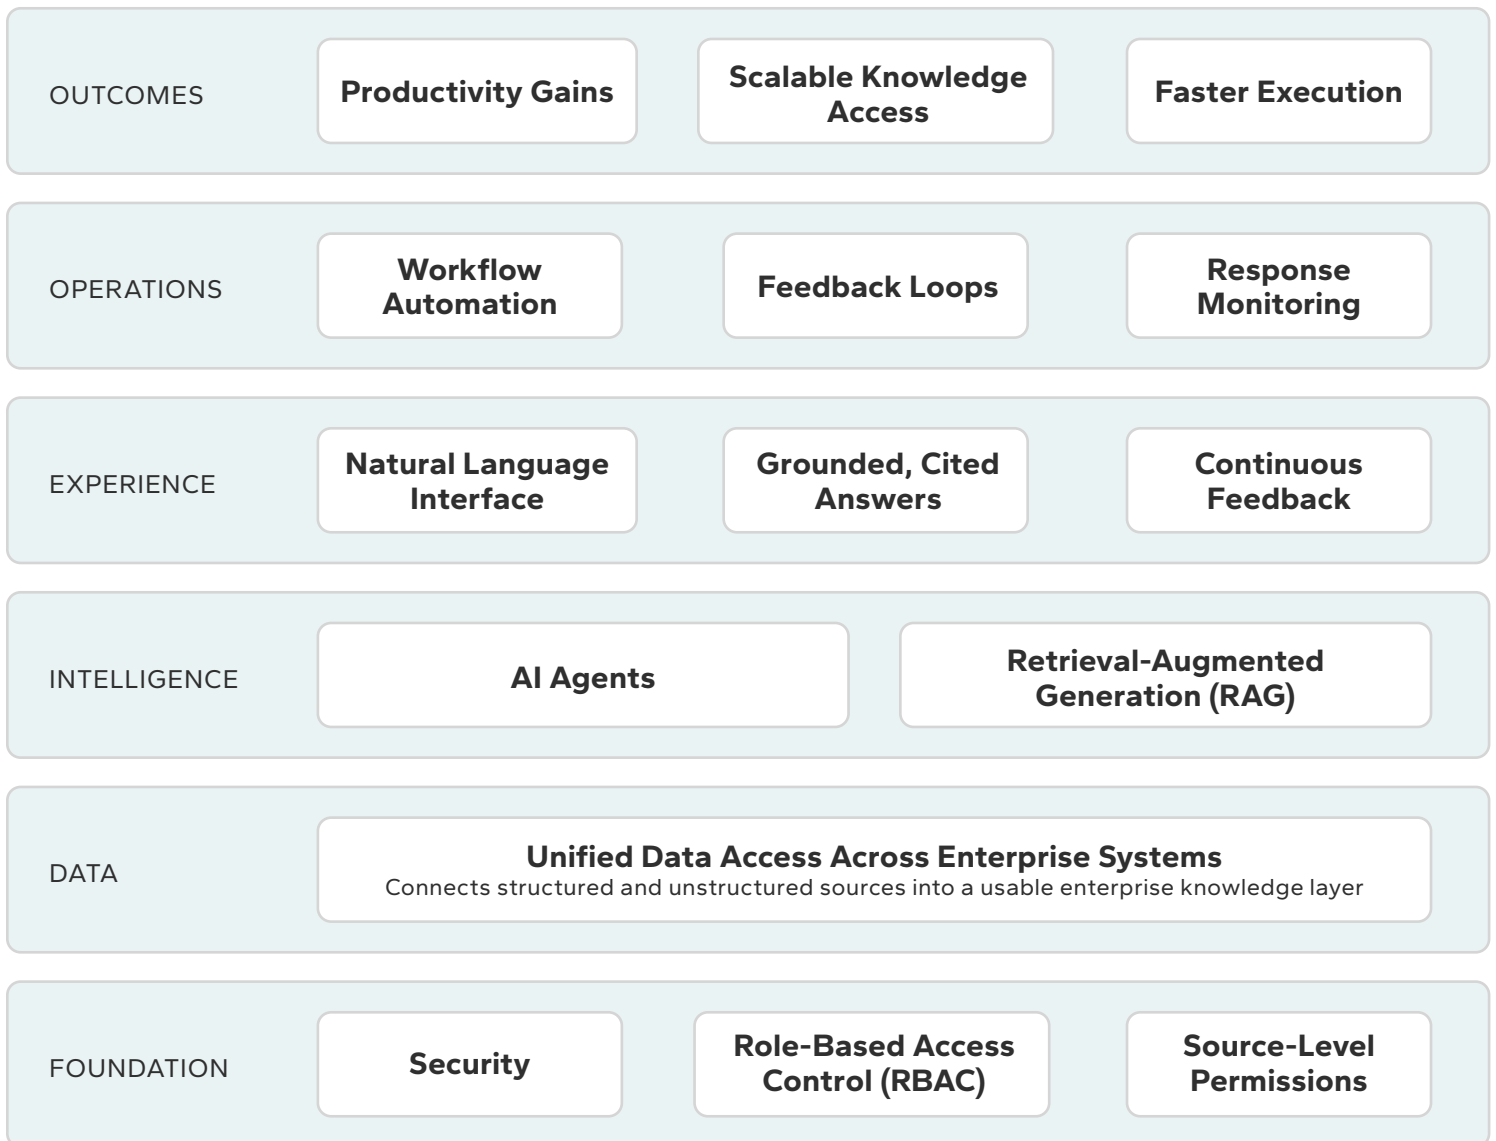 OUTCOMES
Productivity Gains
Scalable Knowledge
Access
Faster Execution
OPERATIONS
Workflow
Automation
Feedback Loops
Response
Monitoring
EXPERIENCE
Natural Language
Interface
Grounded, Cited
Answers
Continuous
Feedback
INTELLIGENCE
AI Agents
Retrieval-Augmented
Generation (RAG)
DATA
Unified Data Access Across Enterprise Systems
Connects structured and unstructured sources into a usable enterprise knowledge layer
FOUNDATION
Security
Role-Based Access
Control (RBAC)
Source-Level
Permissions